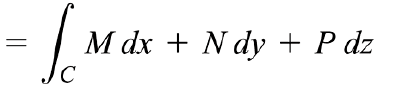 = ∫_C M dx + N dy + P dz